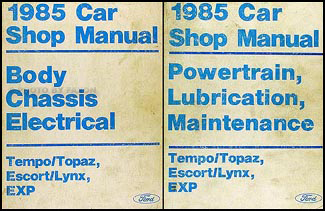 1985 Car
Shop Manual
Body
Chassis
Electrical
Tempo/Topaz,
Escort/Lynx,
EXP
Ford
1985 Car
Shop Manual
Powertrain,
Lubrication,
Maintenance
Tempo/Topaz,
Escort/Lynx,
EXP
Ford